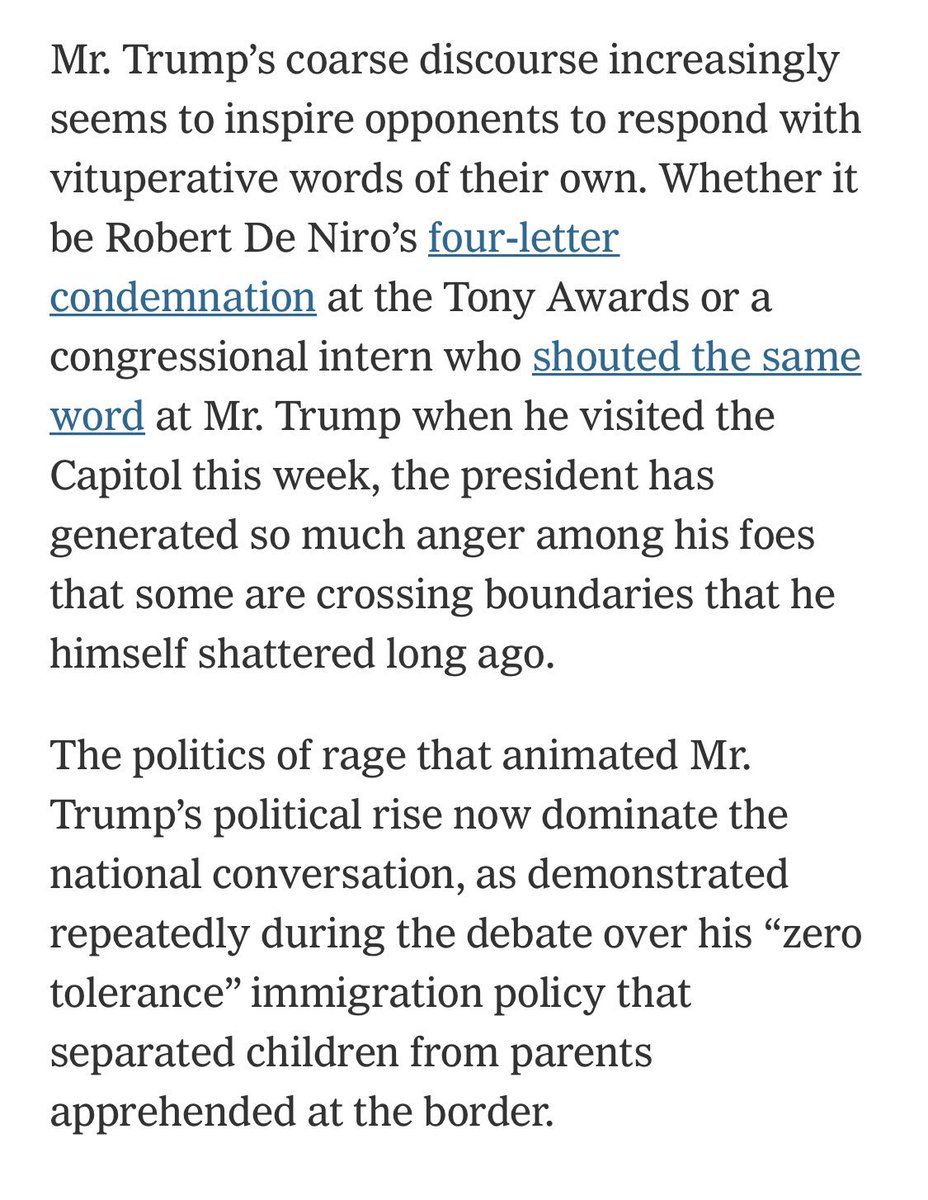 Mr. Trump’s coarse discourse increasingly
seems to inspire opponents to respond with
vituperative words of their own. Whether it
be Robert De Niro’s four-letter
condemnation at the Tony Awards or a
congressional intern who shouted the same
word at Mr. Trump when he visited the
Capitol this week, the president has
generated so much anger among his foes
that some are crossing boundaries that he
himself shattered long ago.
The politics of rage that animated Mr.
Trump’s political rise now dominate the
national conversation, as demonstrated
repeatedly during the debate over his “zero
tolerance” immigration policy that
separated children from parents
apprehended at the border.